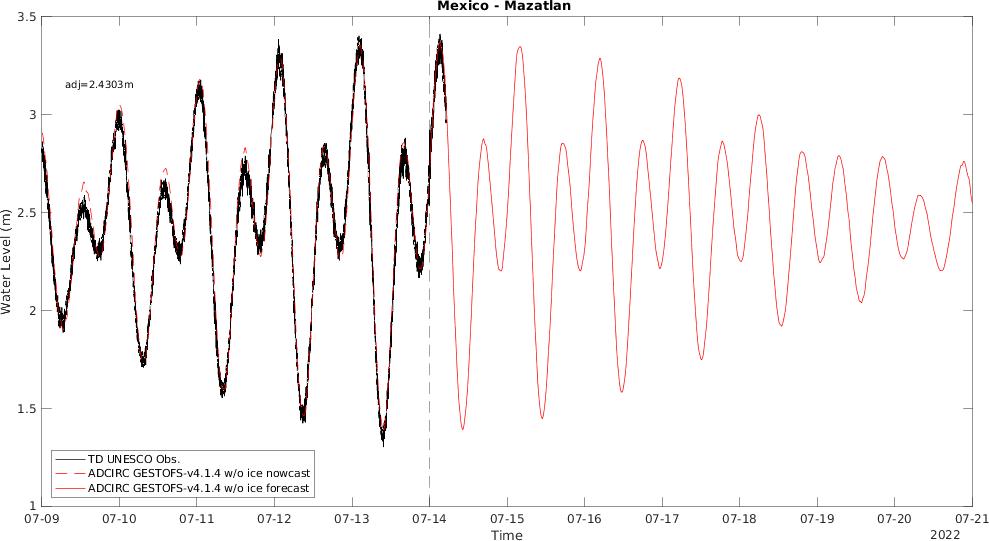 Mexico - Mazatlan
3.5
adj=2.4303m
3
2.5
Water Level (m)
2
1.5
1
TD UNESCO Obs.
ADCIRC GESTOFS-v4.1.4 w/o ice nowcast
ADCIRC GESTOFS-v4.1.4 w/o ice forecast
07-09 07-10 07-11 07-12 07-13 07-14 07-15 07-16 07-17 07-18 07-19 07-20 07-21
Time
2022